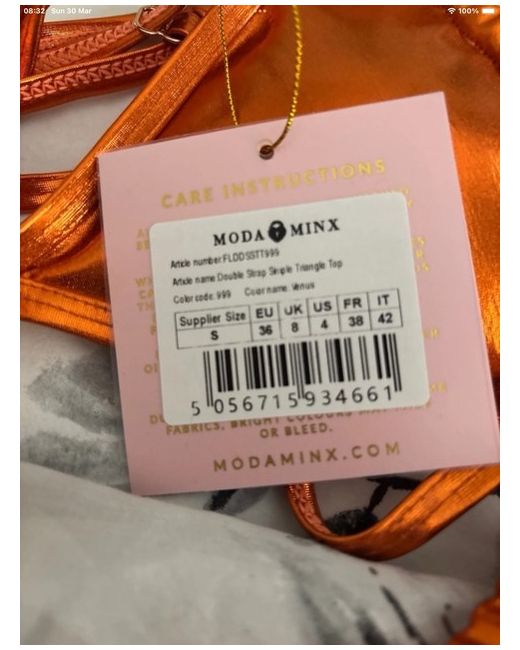 08:32 Sun 30 Mar
100%
CARE INSTRUCTIONS
MODA MINX
Article number:FLDDSSTT999
Article name:Double Strap Simple Triangle Top
Color code: 999 Color name: Venus
Supplier Size EU UK US FR IT
S 36 8 4 38 42
5 056715 934661
FABRICS, BRIGHT COLOURS MAY FADE
OR BLEED.
MODAMINX.COM